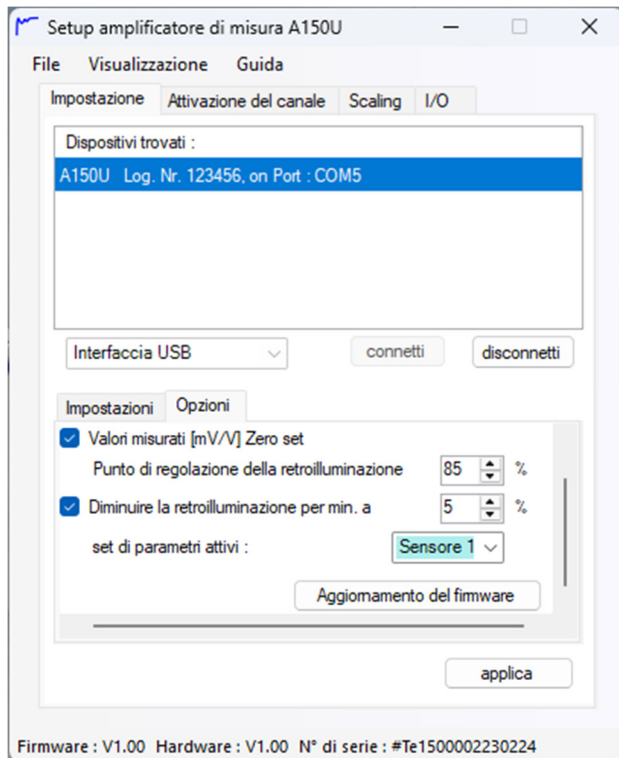 Setup amplificatore di misura A150U
File Visualizzazione Guida
Impostazione Attivazione del canale Scaling I/O
Dispositivi trovati :
A150U Log. Nr. 123456, on Port : COM5
Interfaccia USB connetti disconnetti
Impostazioni Opzioni
Valori misurati [mV/V] Zero set
Punto di regolazione della retroilluminazione 85 %
Diminuire la retroilluminazione per min. a 5 %
set di parametri attivi : Sensore 1
Aggiornamento del firmware
applica
Firmware : V1.00 Hardware : V1.00 N° di serie : #Te1500002230224